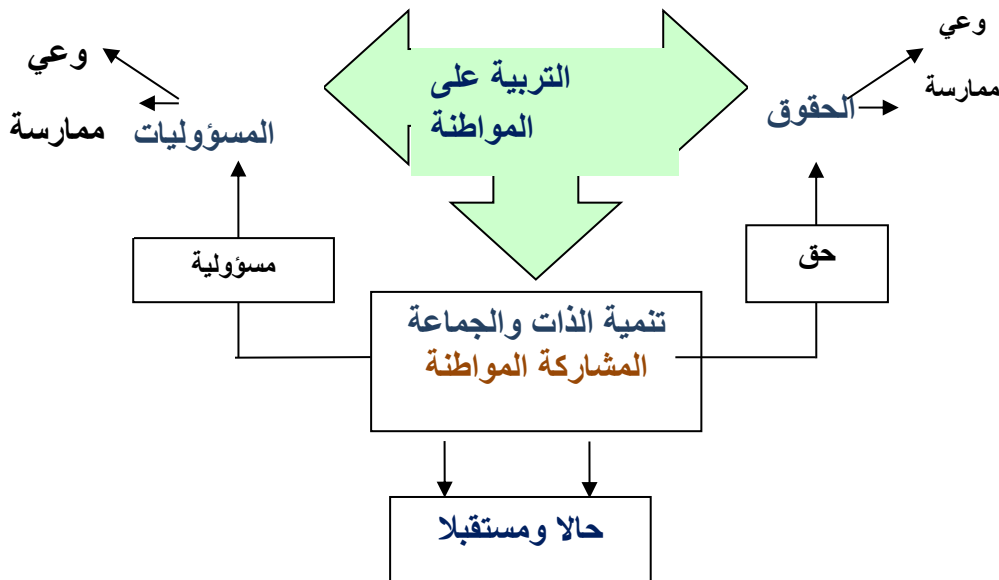 وعي
ممارسة
الحقوق
التربية على
المواطنة
وعي
ممارسة
المسؤوليات
حق
مسؤولية
تنمية الذات والجماعة
المشاركة المواطنة
حالا ومستقبلا